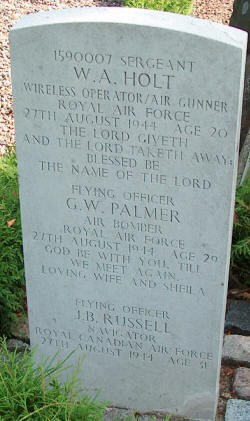 1590007 SERGEANT
W.A. HOLT
WIRELESS OPERATOR/AIR GUNNER
ROYAL AIR FORCE
27TH AUGUST 1944 AGE 20
THE LORD GIVETH
AND THE LORD TAKETH AWAY:
BLESSED BE
THE NAME OF THE LORD
FLYING OFFICER
G.W. PALMER
AIR BOMBER
ROYAL AIR FORCE
27TH AUGUST 1944 AGE 29
GOD BE WITH YOU, TILL
WE MEET AGAIN.
LOVING WIFE AND SHEILA
FLYING OFFICER
J.B. RUSSELL
NAVIGATOR
ROYAL CANADIAN AIR FORCE
27TH AUGUST 1944 AGE 31